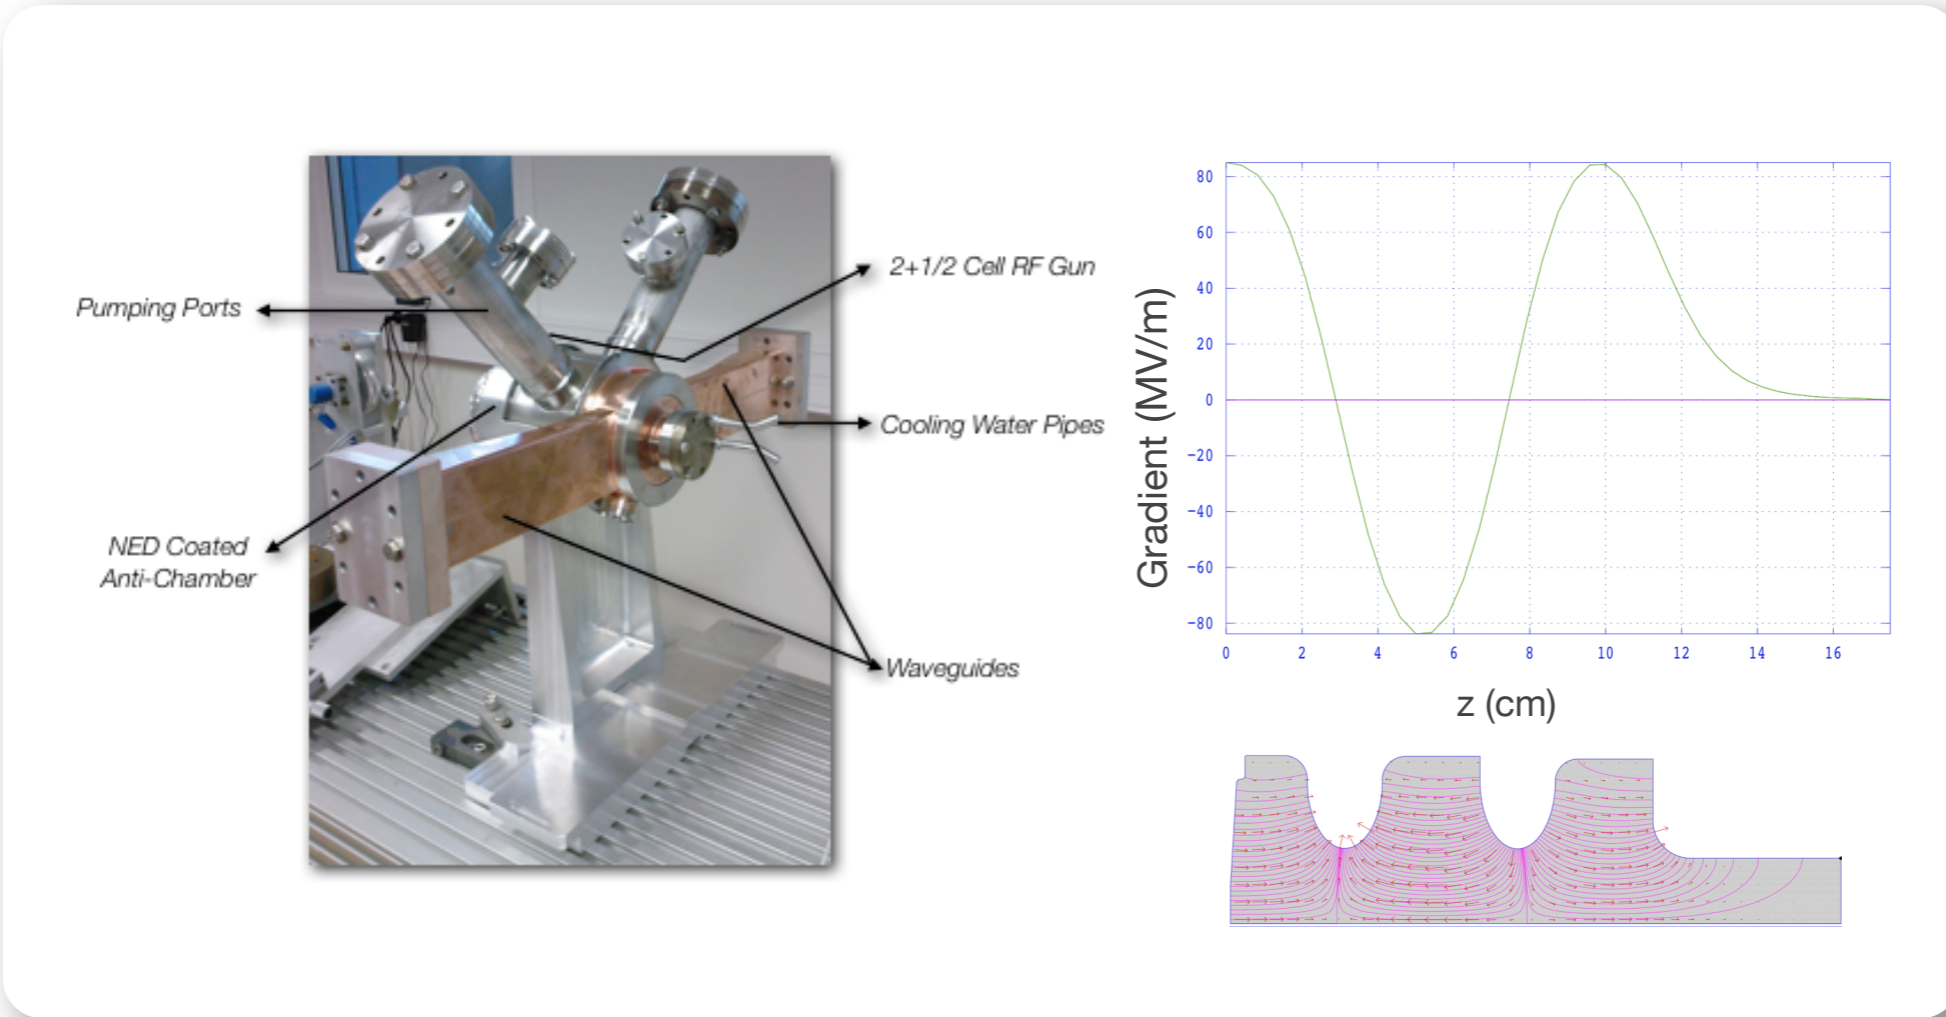 2+1/2 Cell RF Gun
Pumping Ports
Cooling Water Pipes
NED Coated
Anti-Chamber
Waveguides
Gradient (MV/m)
80
60
40
20
0
−20
−40
−60
−80
0 2 4 6 8 10 12 14 16
z (cm)